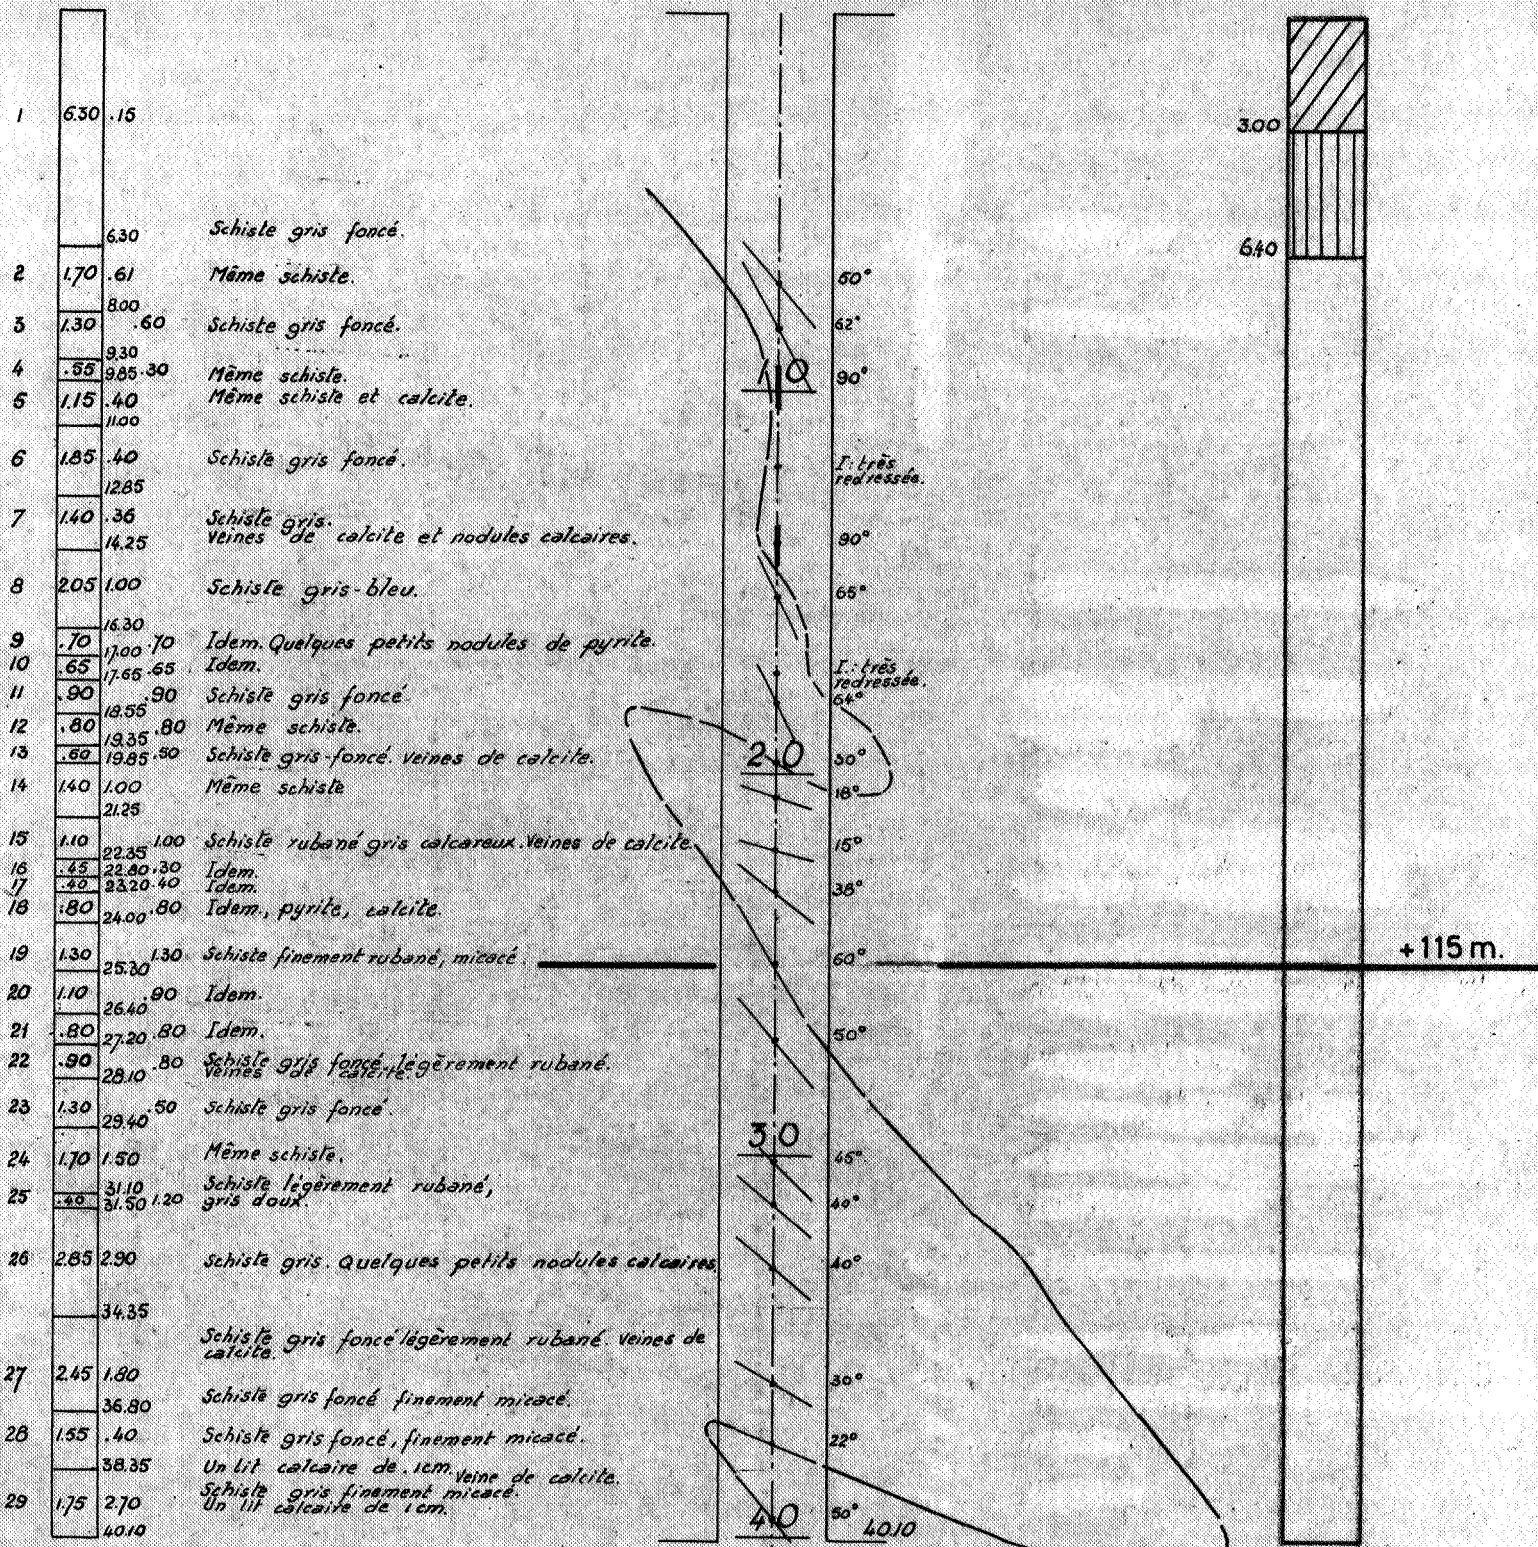 1 6.30 .15
3.00
6.30 Schiste gris foncé.
6.40
2 1.70 .61 Même schiste. 50°
8.00
3 1.30 .60 Schiste gris foncé. 62°
9.30
4 .55 9.85 .30 Même schiste. 10 90°
5 1.15 .40 Même schiste et calcite.
11.00
6 1.85 .40 Schiste gris foncé. I: très
redressée.
12.85
7 1.40 .36 Schiste gris.
14.25 Veines de calcite et nodules calcaires. 90°
8 2.05 1.00 Schiste gris-bleu. 65°
16.30
9 .70 .70 Idem. Quelques petits nodules de pyrite.
17.00
10 .65 .65 Idem. I: très
17.65 redressée.
11 .90 .90 Schiste gris foncé 64°
18.55
12 .80 .80 Même schiste.
19.35
13 .60 19.85 .50 Schiste gris-foncé. Veines de calcite. 20 30°
14 1.40 1.00 Même schiste 18°
21.25
15 1.10 1.00 Schiste rubané gris calcareux. Veines de calcite. 15°
22.35
16 .45 22.80 .30 Idem.
17 .40 23.20 .40 Idem. 38°
18 .80 .80 Idem, pyrite, calcite.
24.00
19 1.30 1.30 Schiste finement rubané, micacé. 60° +115 m.
25.30
20 1.10 .90 Idem.
26.40
21 .80 .80 Idem. 50°
27.20
22 .90 .80 Schiste gris foncé légèrement rubané.
28.10 Veines de calcite.
23 1.30 .50 Schiste gris foncé.
29.40
30
24 1.70 1.50 Même schiste. 45°
31.10 Schiste légèrement rubané,
25 .40 31.50 1.20 gris doux. 40°
26 2.85 2.90 Schiste gris. Quelques petits nodules calcaires. 40°
34.35
Schiste gris foncé légèrement rubané. Veines de
calcite.
27 2.45 1.80 30°
36.80 Schiste gris foncé finement micacé.
28 1.55 .40 Schiste gris foncé, finement micacé. 22°
38.35 Un lit calcaire de .1cm. Veine de calcite.
Schiste gris finement micacé.
29 1.75 2.70 Un lit calcaire de 1cm. 40 50°
40.10 40.10